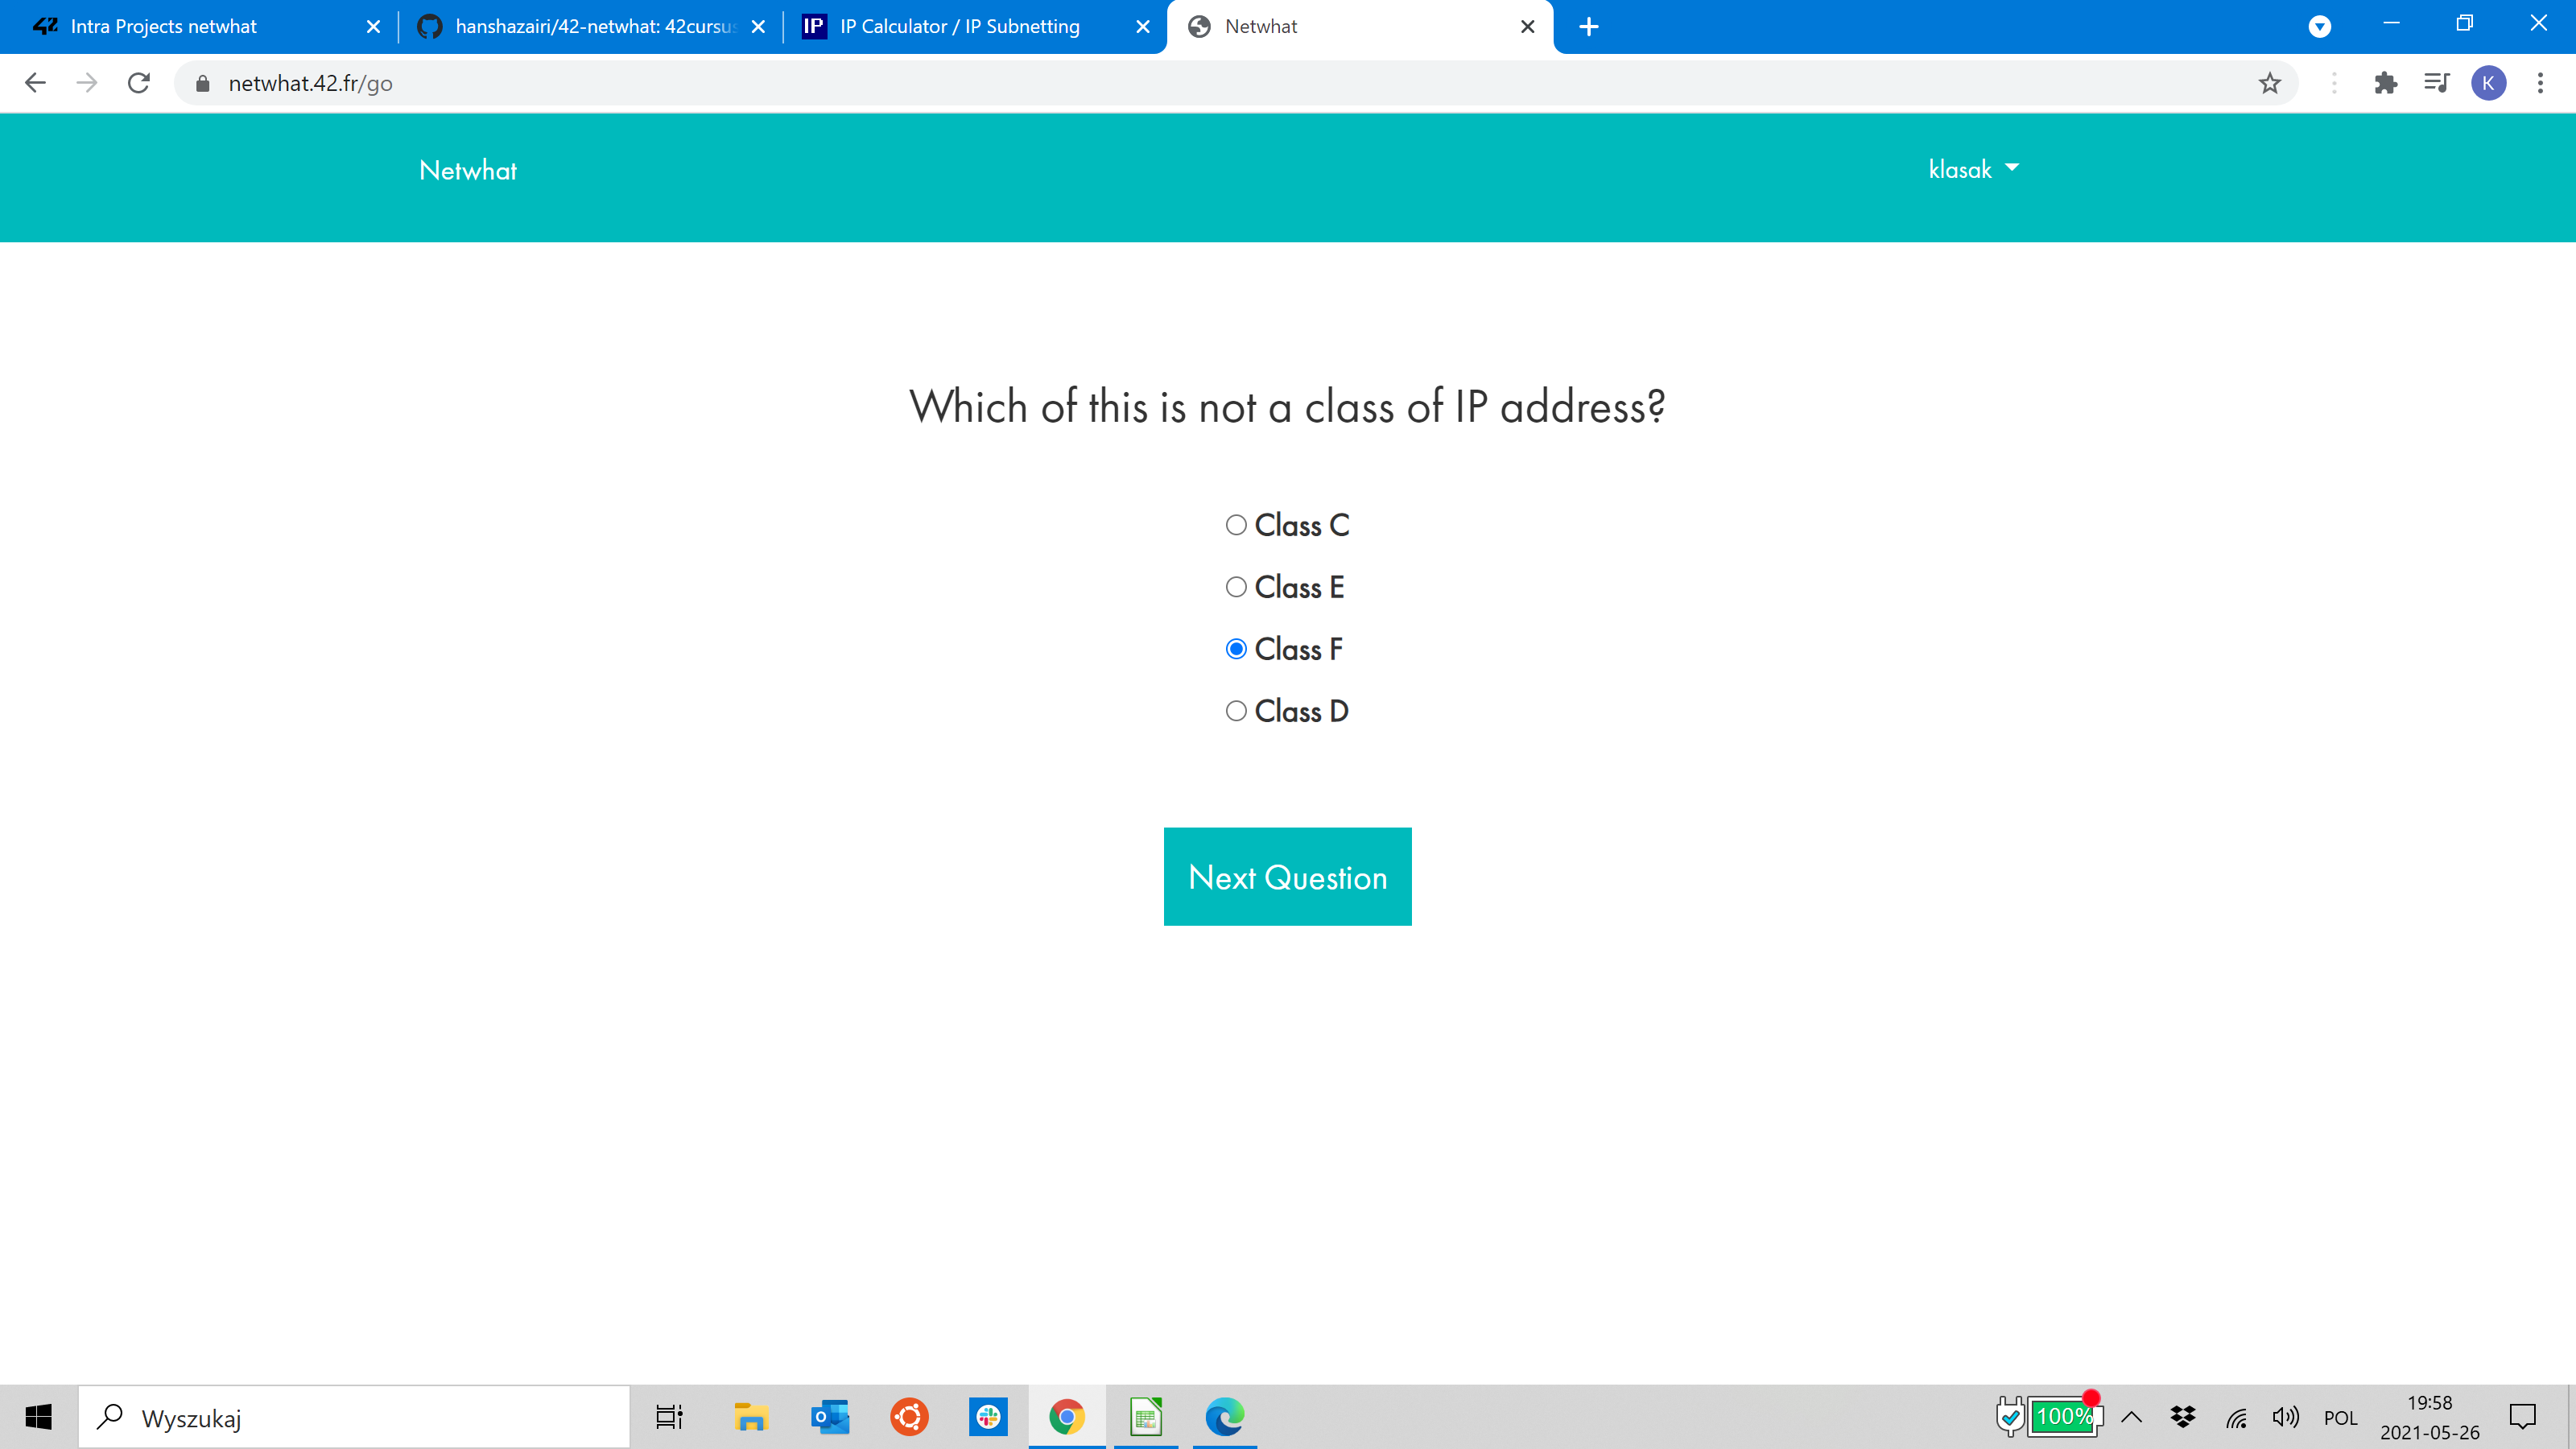 Intra Projects netwhat
hanshazairi/42-netwhat: 42cursus
IP
IP Calculator / IP Subnetting
Netwhat
netwhat.42.fr/go
K
Netwhat
klasak
Which of this is not a class of IP address?
Class C
Class E
Class F
Class D
Next Question
Wyszukaj
100%
POL
19:58
2021-05-26